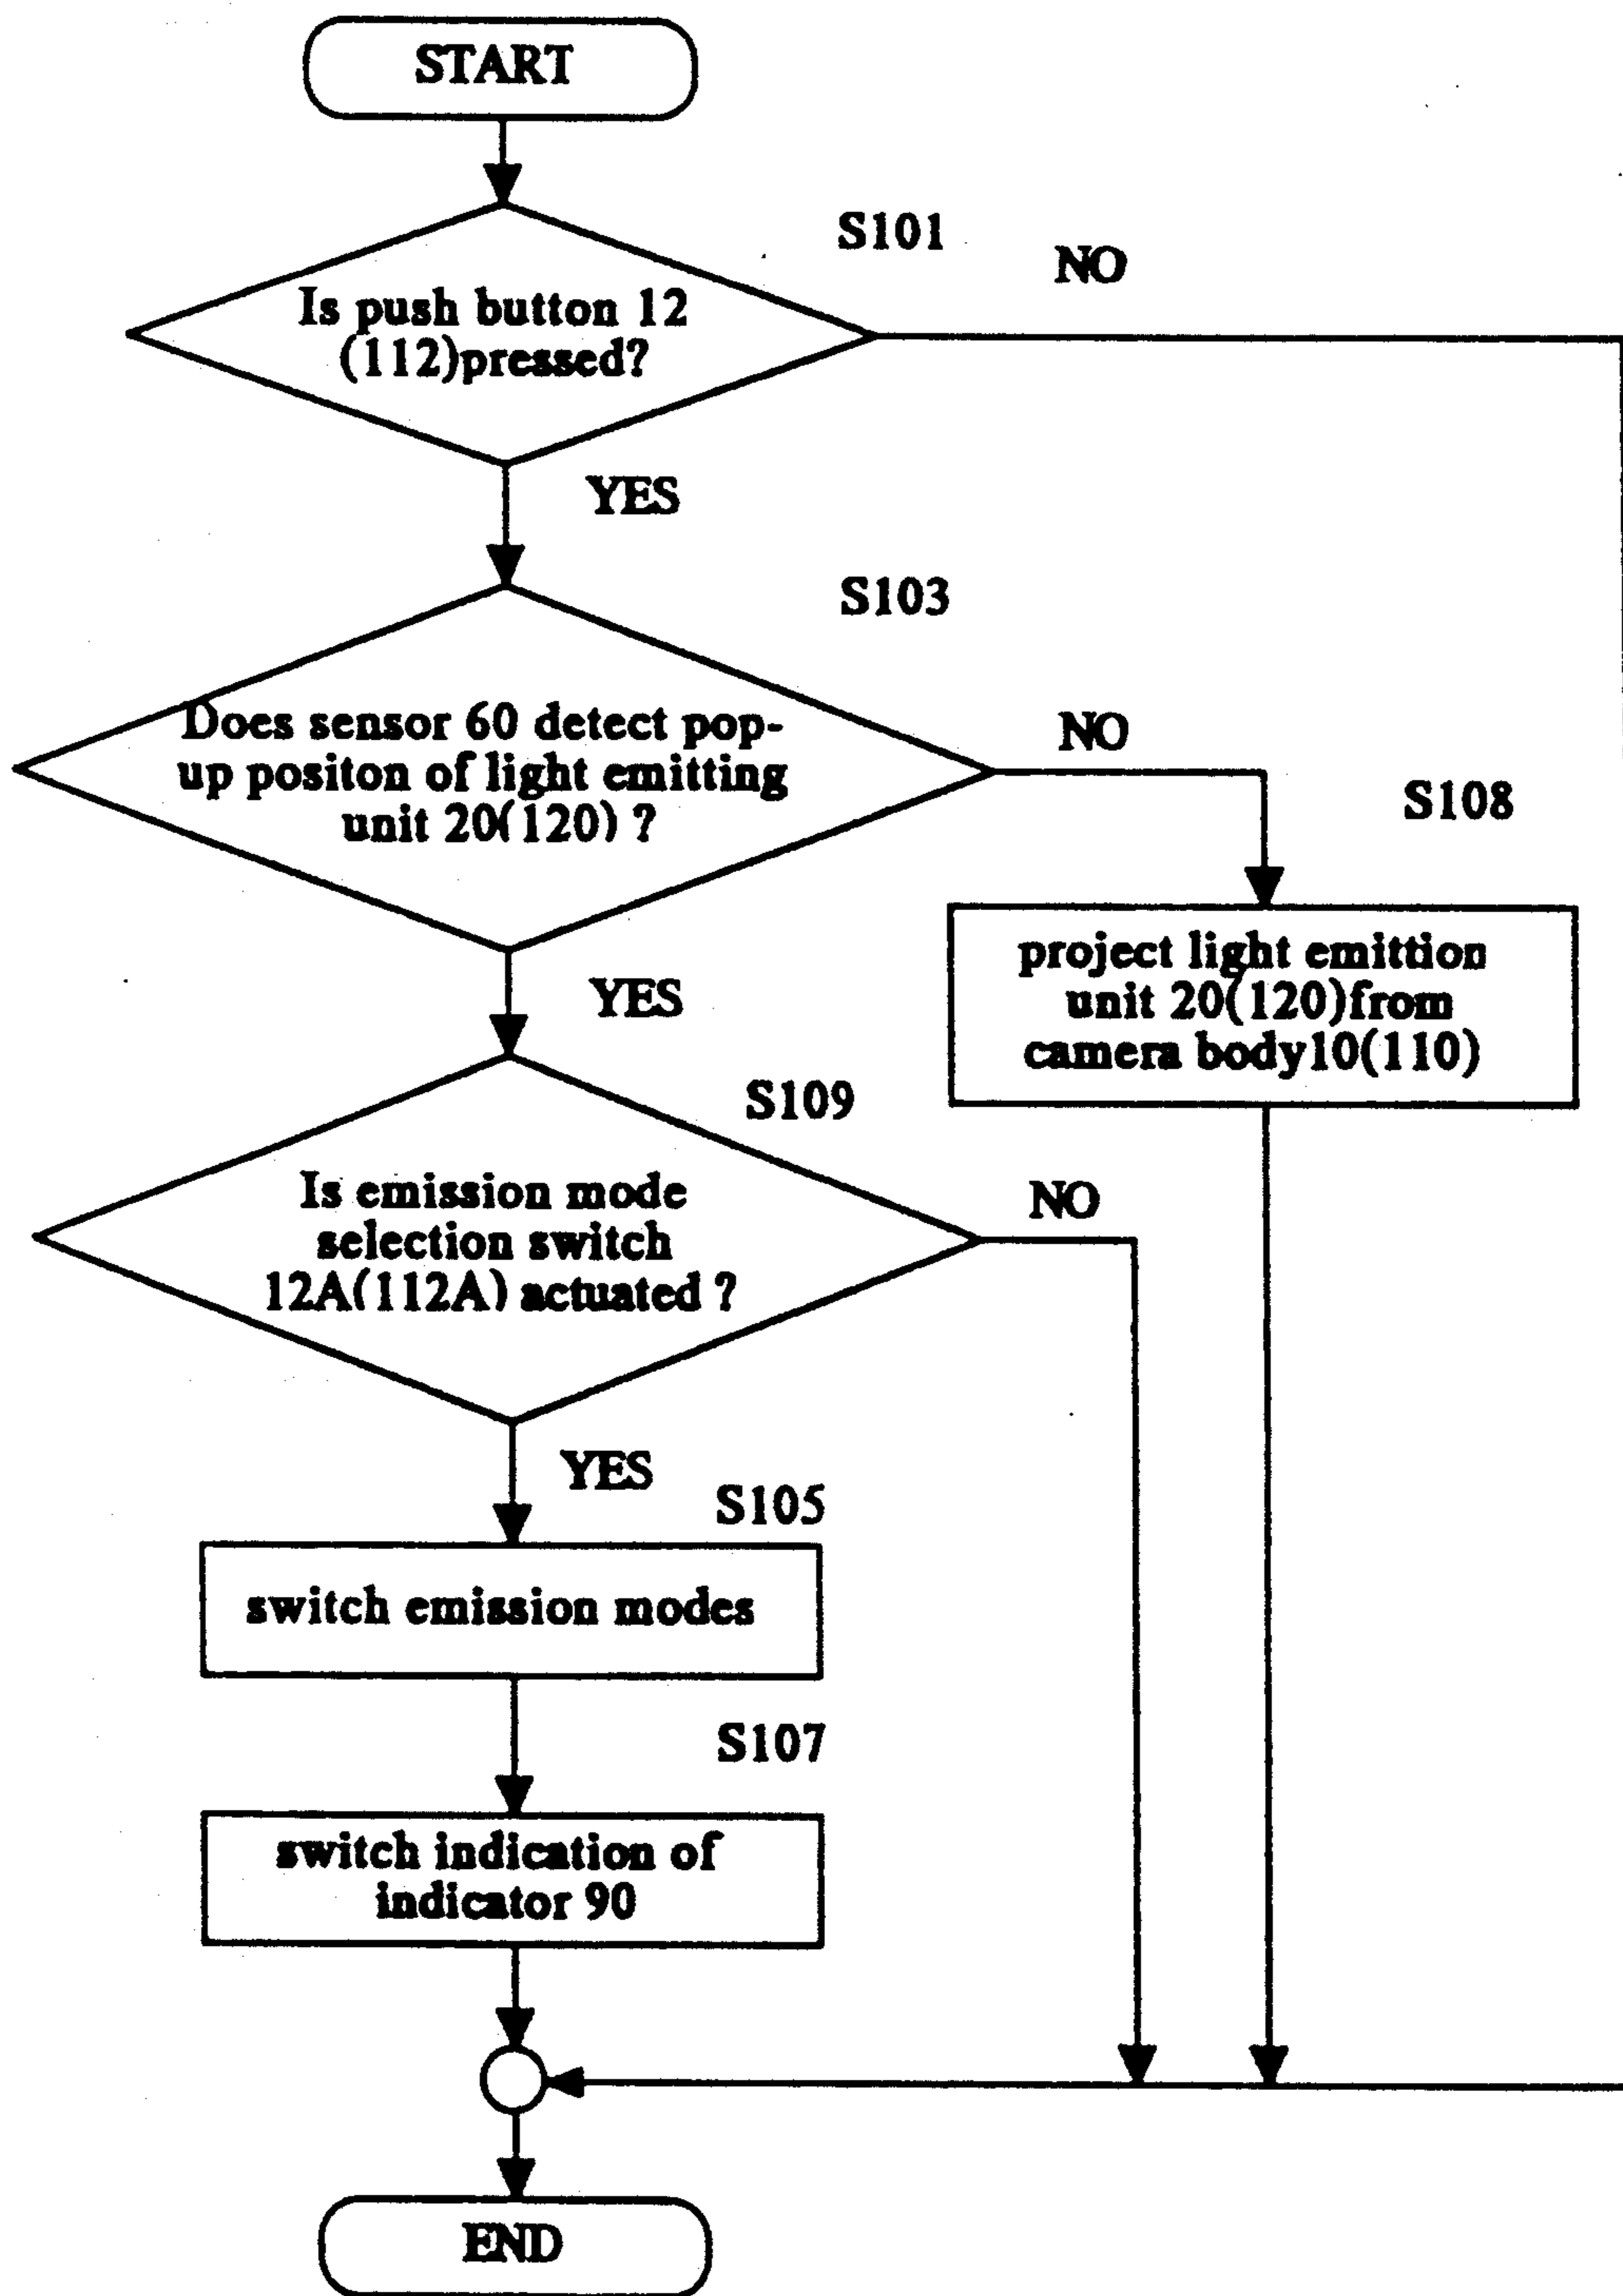 START
S101
NO
Is push button 12
(112)pressed?
YES
S103
Does sensor 60 detect pop-
up positon of light emitting
unit 20(120) ?
NO
S108
project light emittion
unit 20(120)from
camera body10(110)
YES
S109
Is emission mode
selection switch
12A(112A) actuated ?
NO
YES
S105
switch emission modes
S107
switch indication of
indicator 90
END